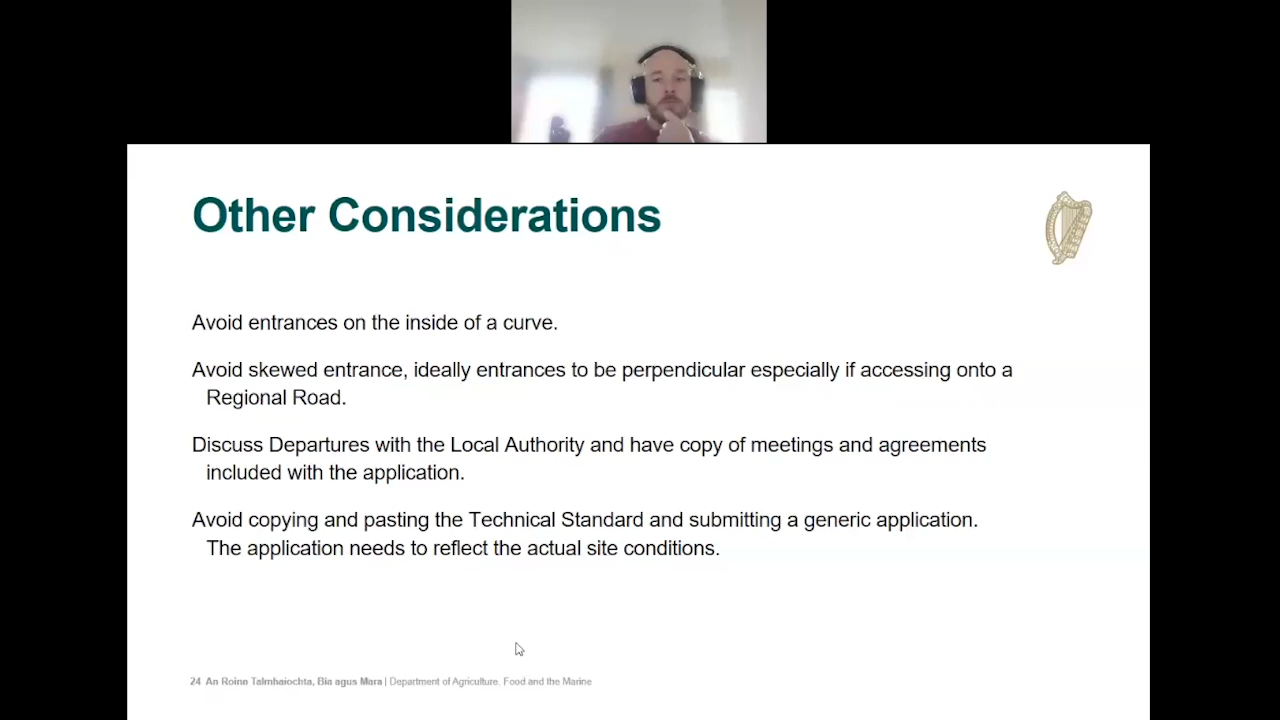 Other Considerations
Avoid entrances on the inside of a curve.
Avoid skewed entrance, ideally entrances to be perpendicular especially if accessing onto a
Regional Road.
Discuss Departures with the Local Authority and have copy of meetings and agreements
included with the application.
Avoid copying and pasting the Technical Standard and submitting a generic application.
The application needs to reflect the actual site conditions.
24 An Roinn Talmhaíochta, Bia agus Mara | Department of Agriculture, Food and the Marine